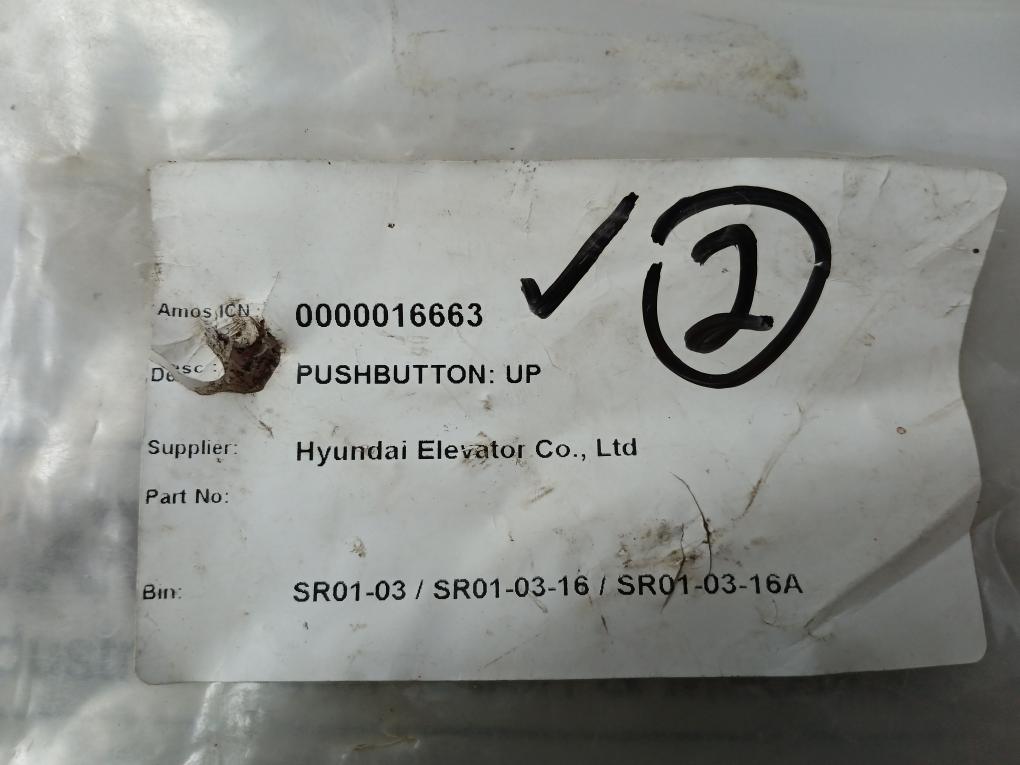 Amos ICN: 0000016663 ✓ 2
Desc: PUSHBUTTON: UP
Supplier: Hyundai Elevator Co., Ltd
Part No:
Bin: SR01-03 / SR01-03-16 / SR01-03-16A